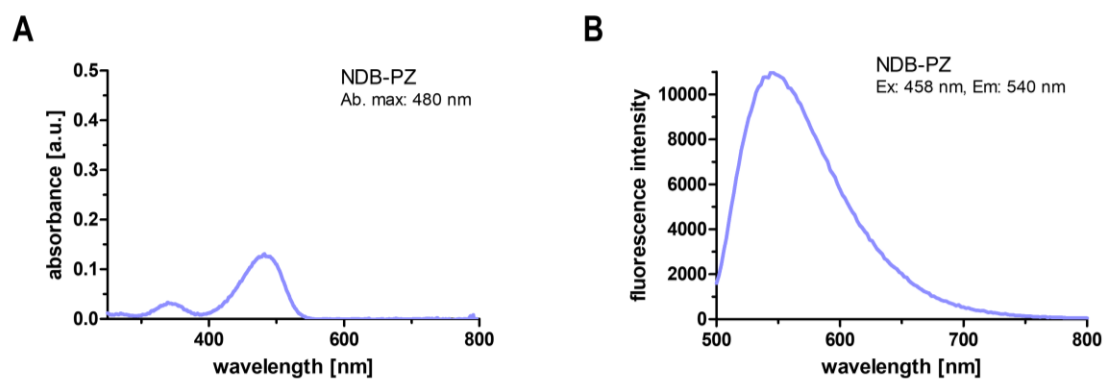 A
NDB-PZ
Ab. max: 480 nm
absorbance [a.u.]
0.5
0.4
0.3
0.2
0.1
0.0
400
600
800
wavelength [nm]
B
NDB-PZ
Ex: 458 nm, Em: 540 nm
fluorescence intensity
10000
8000
6000
4000
2000
0
500
600
700
800
wavelength [nm]